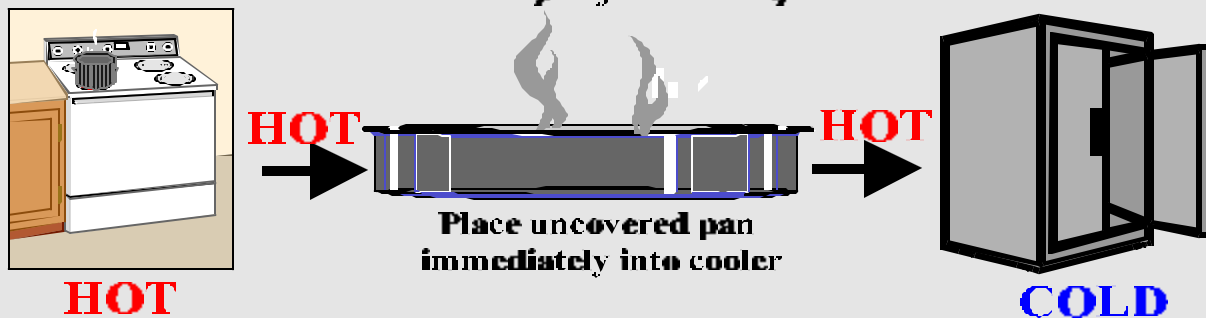 HOT
HOT
Place uncovered pan
immediately into cooler
HOT
COLD